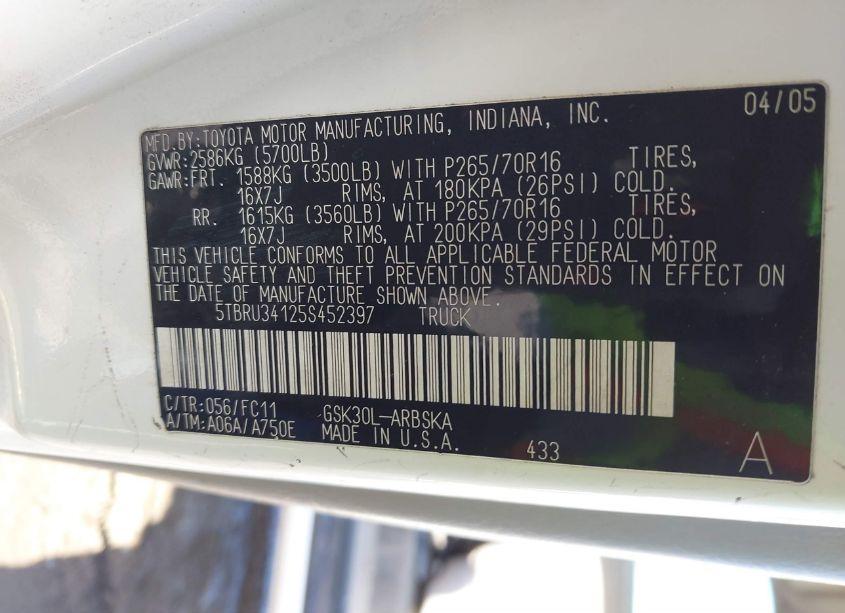 MFD.BY:TOYOTA MOTOR MANUFACTURING, INDIANA, INC. 04/05
GVWR:2586KG (5700LB)
GAWR:FRT. 1588KG (3500LB) WITH P265/70R16 TIRES,
16X7J RIMS, AT 180KPA (26PSI) COLD.
RR. 1615KG (3560LB) WITH P265/70R16 TIRES,
16X7J RIMS, AT 200KPA (29PSI) COLD.
THIS VEHICLE CONFORMS TO ALL APPLICABLE FEDERAL MOTOR
VEHICLE SAFETY AND THEFT PREVENTION STANDARDS IN EFFECT ON
THE DATE OF MANUFACTURE SHOWN ABOVE.
5TBRU34125S452397 TRUCK
C/TR:056/FC11 GSK30L-ARBSKA
A/TM:A06A/A750E MADE IN U.S.A. 433 A